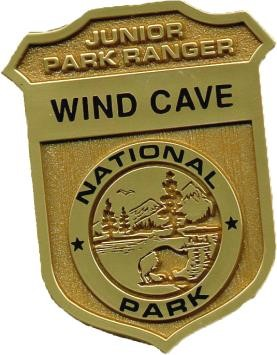 JUNIOR
PARK RANGER
WIND CAVE
NATIONAL
PARK